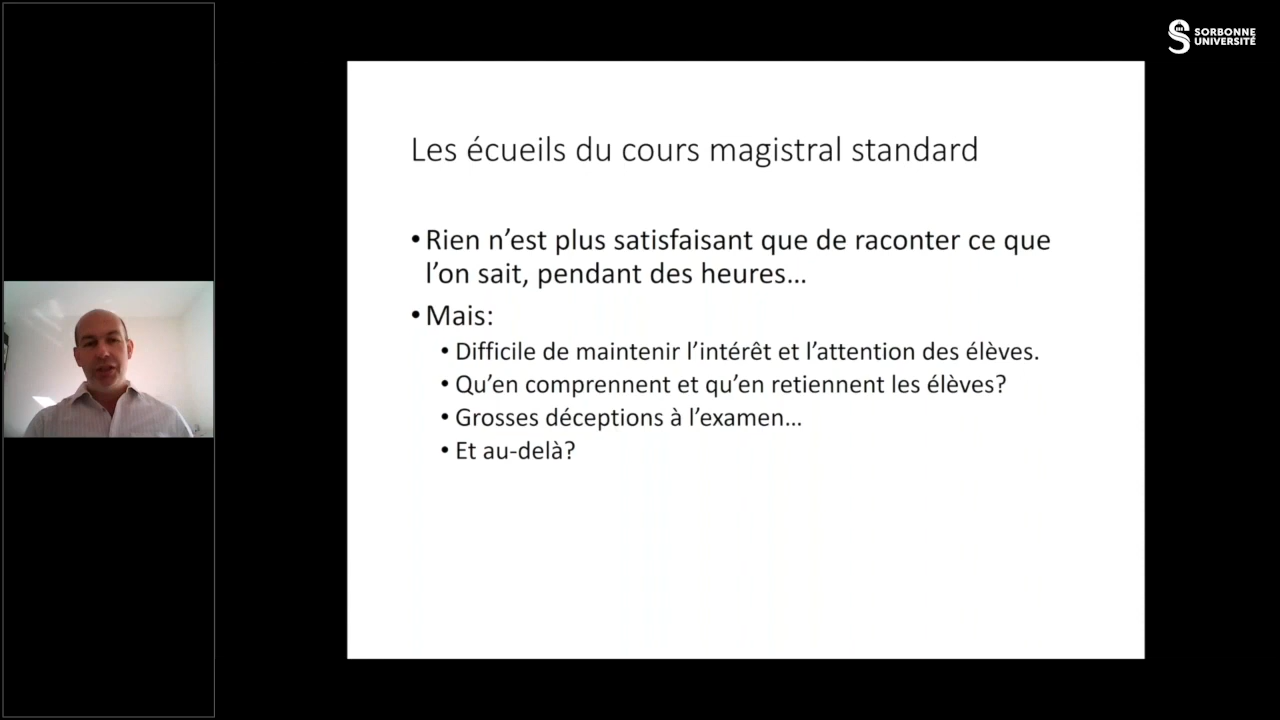 SORBONNE
UNIVERSITÉ
Les écueils du cours magistral standard
• Rien n’est plus satisfaisant que de raconter ce que
l’on sait, pendant des heures…
• Mais:
• Difficile de maintenir l’intérêt et l’attention des élèves.
• Qu’en comprennent et qu’en retiennent les élèves?
• Grosses déceptions à l’examen…
• Et au-delà?